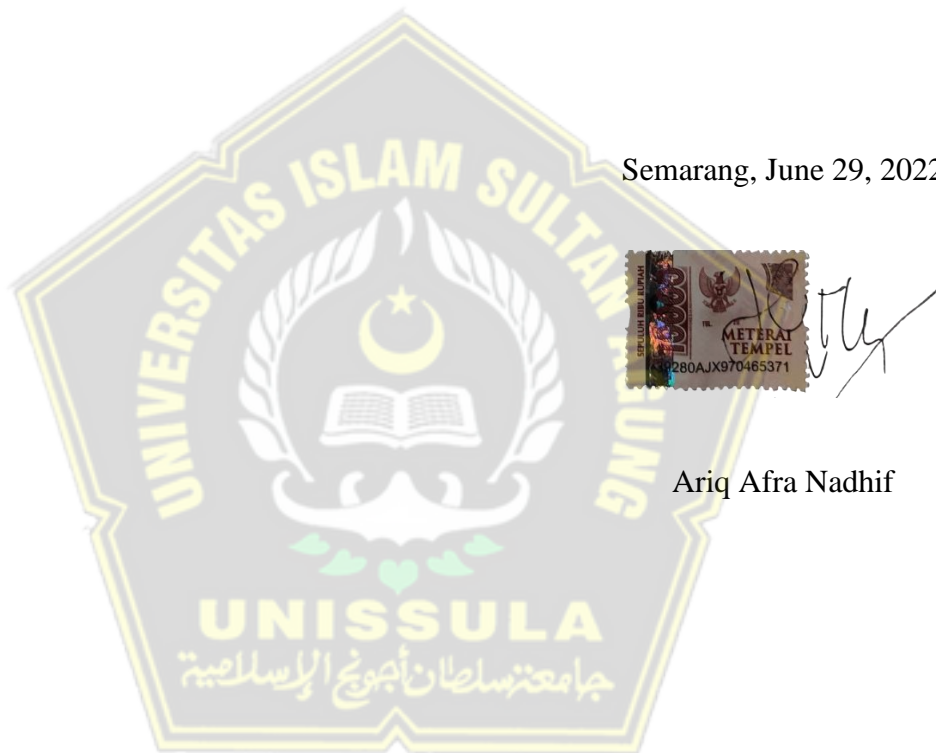 Semarang, June 29, 2022
UNIVERSITAS ISLAM SULTAN AGUNG
SEPULUH RIBU RUPIAH
10000
TGL.
METERAI
TEMPEL
280AJX970465371
Ariq Afra Nadhif
UNISSULA
جامعة سلطان أجونج الإسلامية